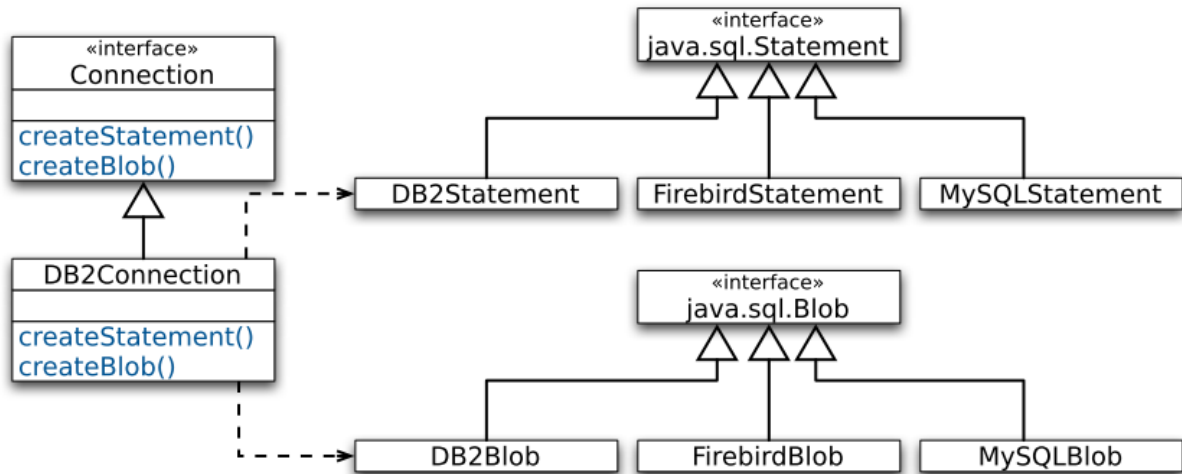 «interface»
Connection
createStatement()
createBlob()
DB2Connection
createStatement()
createBlob()
«interface»
java.sql.Statement
DB2Statement
FirebirdStatement
MySQLStatement
«interface»
java.sql.Blob
DB2Blob
FirebirdBlob
MySQLBlob